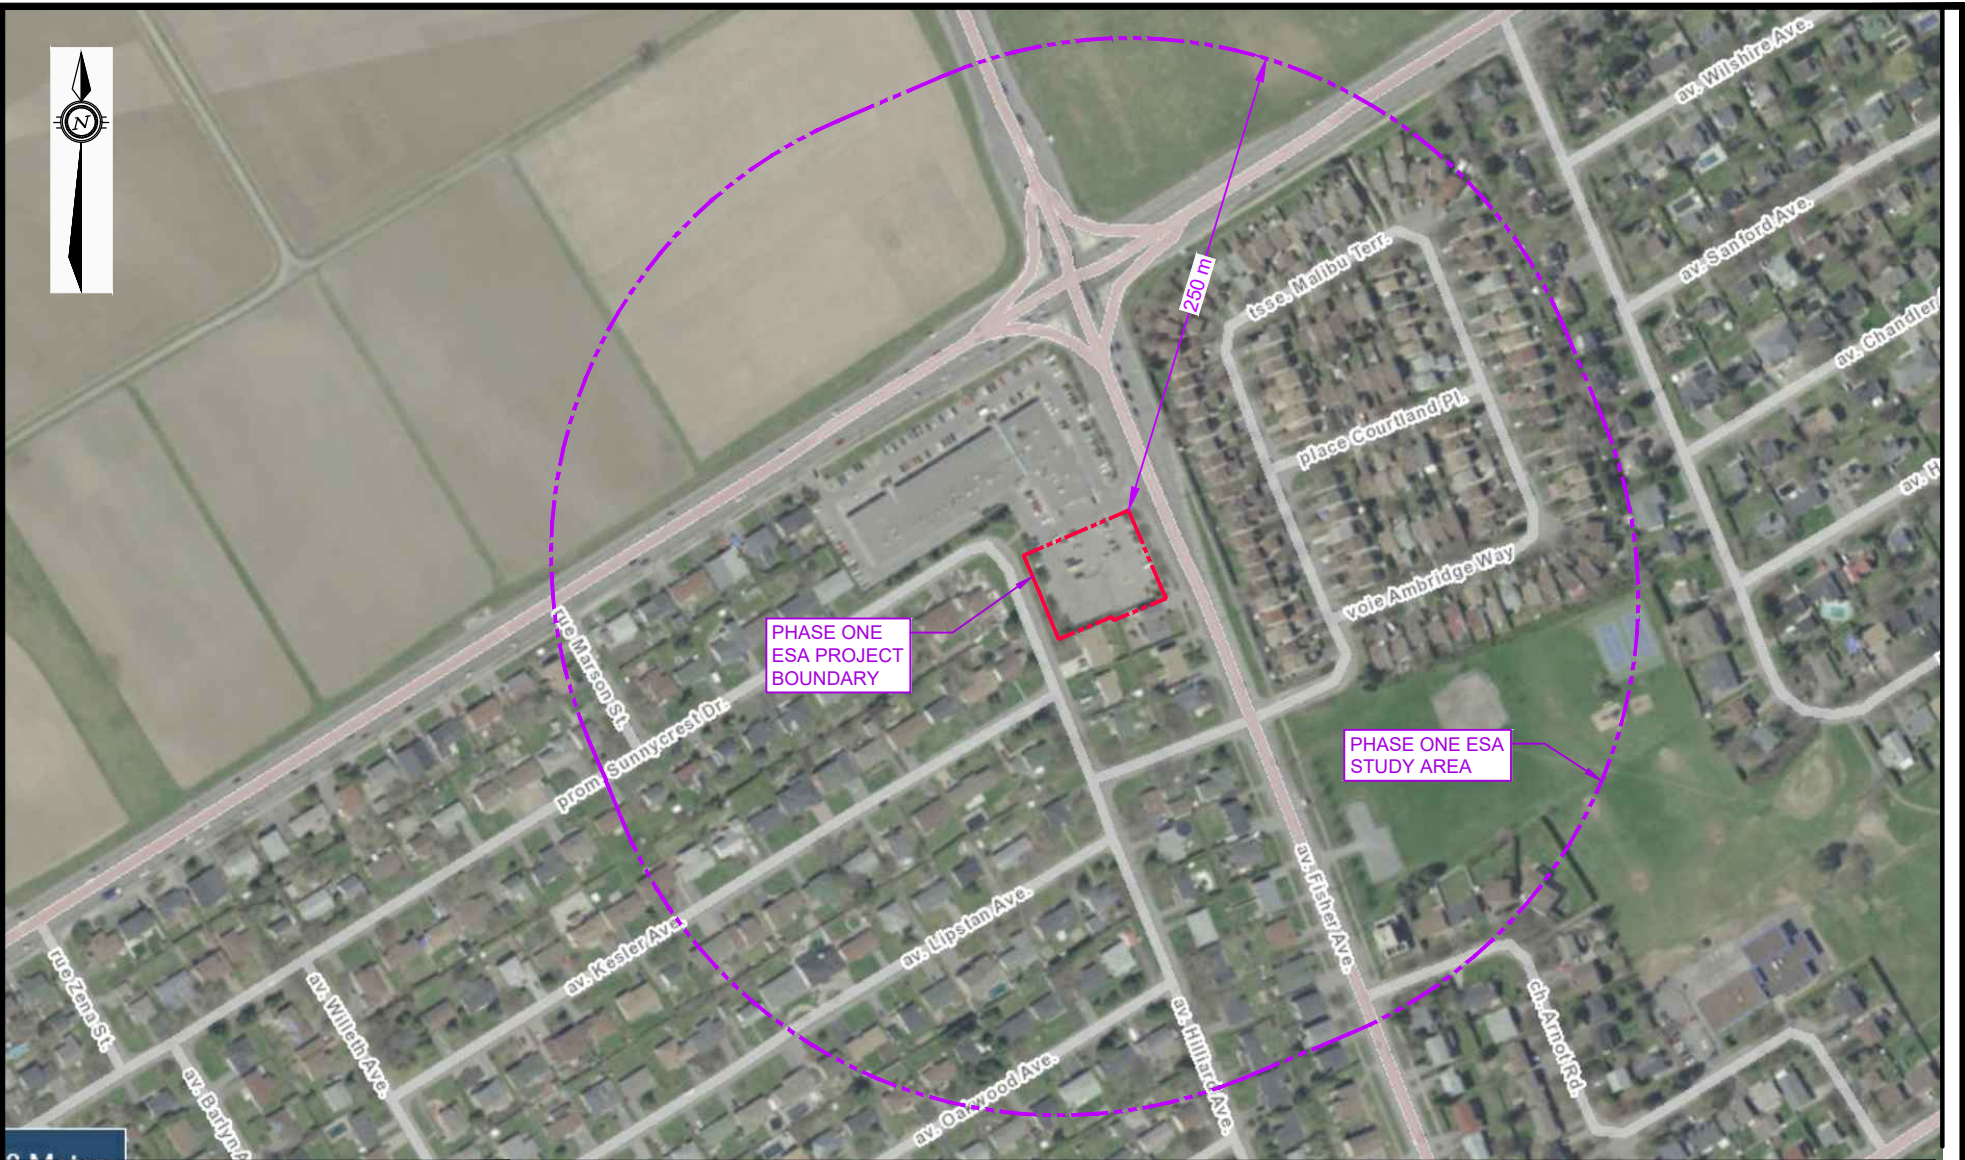 N
av. Wilshire Ave.
av. Sanford Ave.
tsse. Malibu Terr.
250 m
av. Chandler
place Courtland Pl.
av. H
voie Ambridge Way
rue Marson St.
PHASE ONE
ESA PROJECT
BOUNDARY
prom. Sunnycrest Dr.
PHASE ONE ESA
STUDY AREA
av. Fisher Ave.
av. Lipstan Ave.
av. Kesler Ave.
rue Zena St.
av. Willeth Ave.
ch. Arnot Rd.
av. Hilliard Ave.
av. Oakwood Ave.
av. Barlyn A